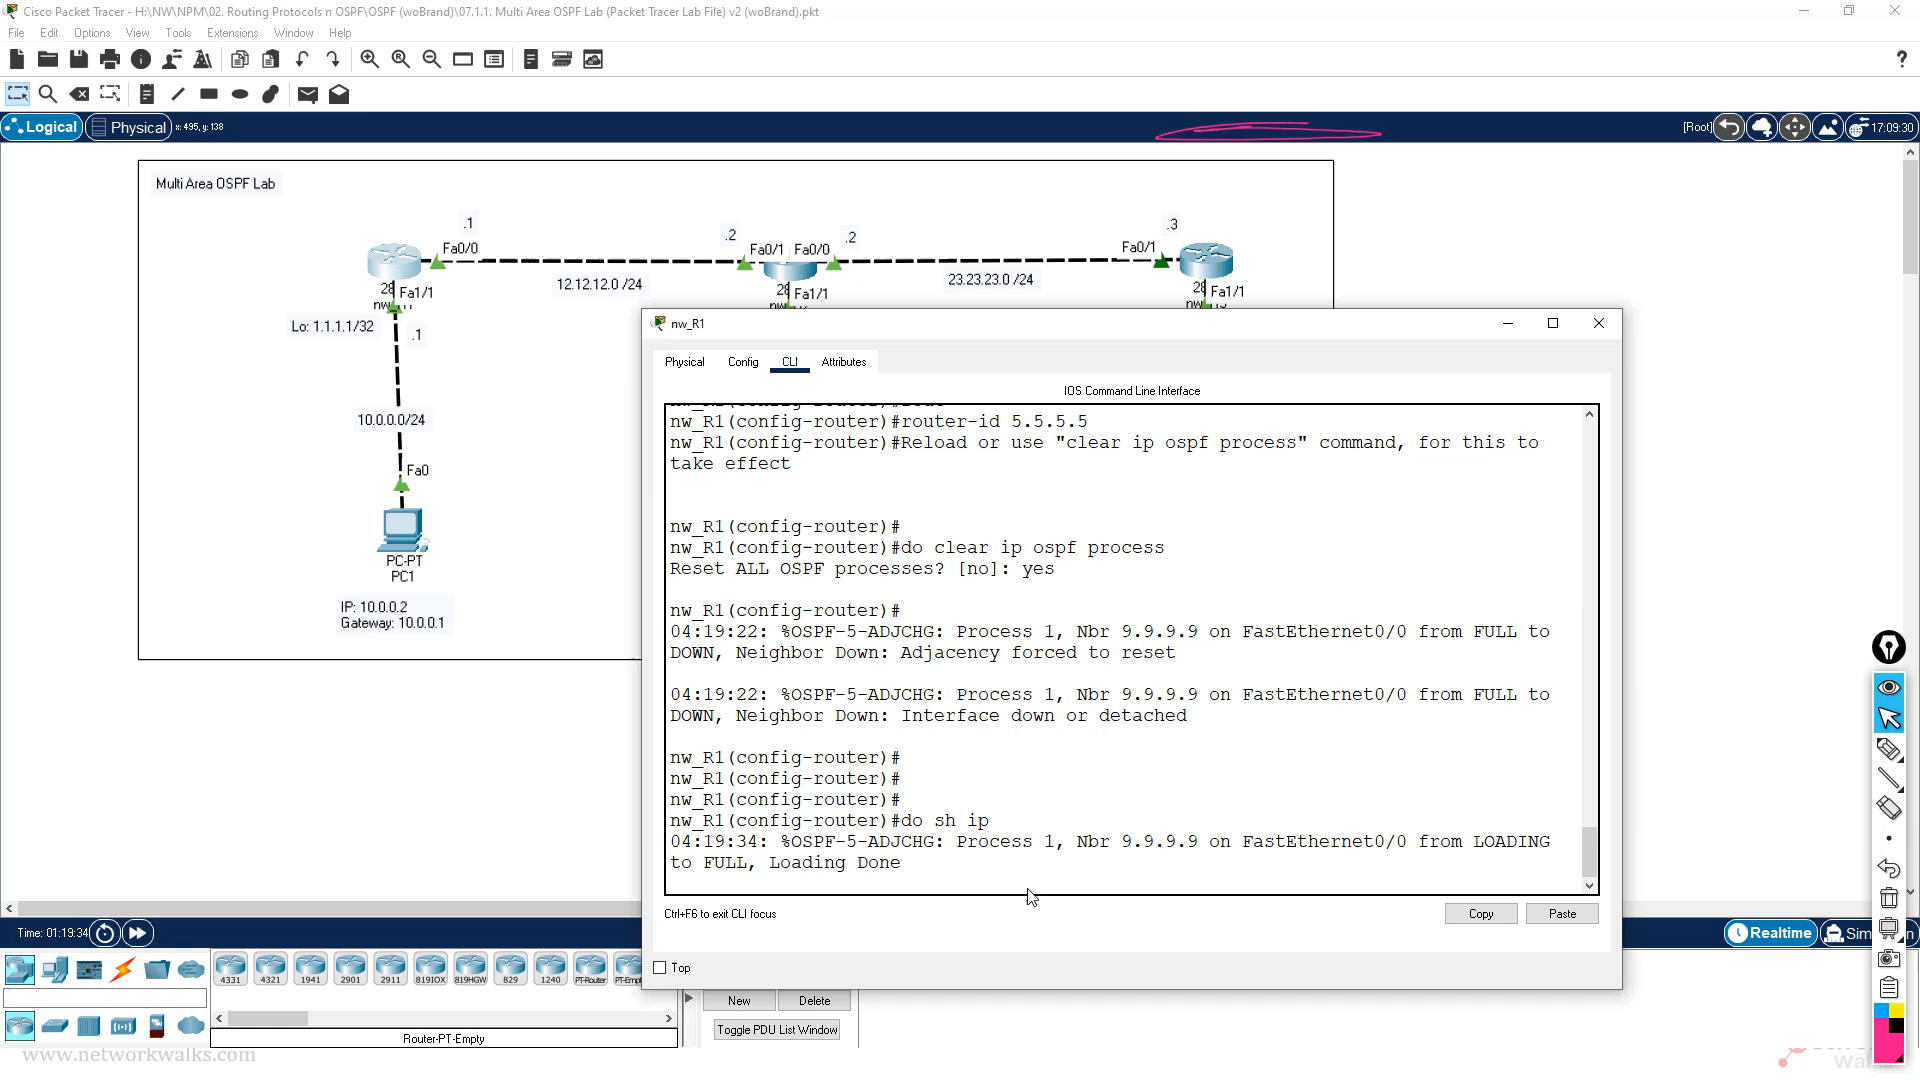 Cisco Packet Tracer - H:\NW\NPM\02. Routing Protocols n OSPF\OSPF (woBrand)\07.1.1. Multi Area OSPF Lab (Packet Tracer Lab File) v2 (woBrand).pkt
File Edit Options View Tools Extensions Window Help
Logical Physical x: 495, y: 138 [Root] 17:09:30
Multi Area OSPF Lab
.1
Fa0/0
12.12.12.0 /24
.2
Fa0/1 Fa0/0
.2
23.23.23.0 /24
Fa0/1
.3
28
Fa1/1
28
Fa1/1
28
Fa1/1
Lo: 1.1.1.1/32
.1
10.0.0.0/24
Fa0
PC-PT
PC1
IP: 10.0.0.2
Gateway: 10.0.0.1
nw_R1
Physical Config CLI Attributes
IOS Command Line Interface
nw_R1(config-router)#router-id 5.5.5.5
nw_R1(config-router)#Reload or use "clear ip ospf process" command, for this to
take effect
nw_R1(config-router)#
nw_R1(config-router)#do clear ip ospf process
Reset ALL OSPF processes? [no]: yes
nw_R1(config-router)#
04:19:22: %OSPF-5-ADJCHG: Process 1, Nbr 9.9.9.9 on FastEthernet0/0 from FULL to
DOWN, Neighbor Down: Adjacency forced to reset
04:19:22: %OSPF-5-ADJCHG: Process 1, Nbr 9.9.9.9 on FastEthernet0/0 from FULL to
DOWN, Neighbor Down: Interface down or detached
nw_R1(config-router)#
nw_R1(config-router)#
nw_R1(config-router)#
nw_R1(config-router)#do sh ip
04:19:34: %OSPF-5-ADJCHG: Process 1, Nbr 9.9.9.9 on FastEthernet0/0 from LOADING
to FULL, Loading Done
Ctrl+F6 to exit CLI focus
Copy Paste
Top
Time: 01:19:34
Realtime
4331 4321 1941 2901 2911 819IOX 819HGW 829 1240 PT-Router
New Delete
Toggle PDU List Window
Router-PT-Empty
www.networkwalks.com